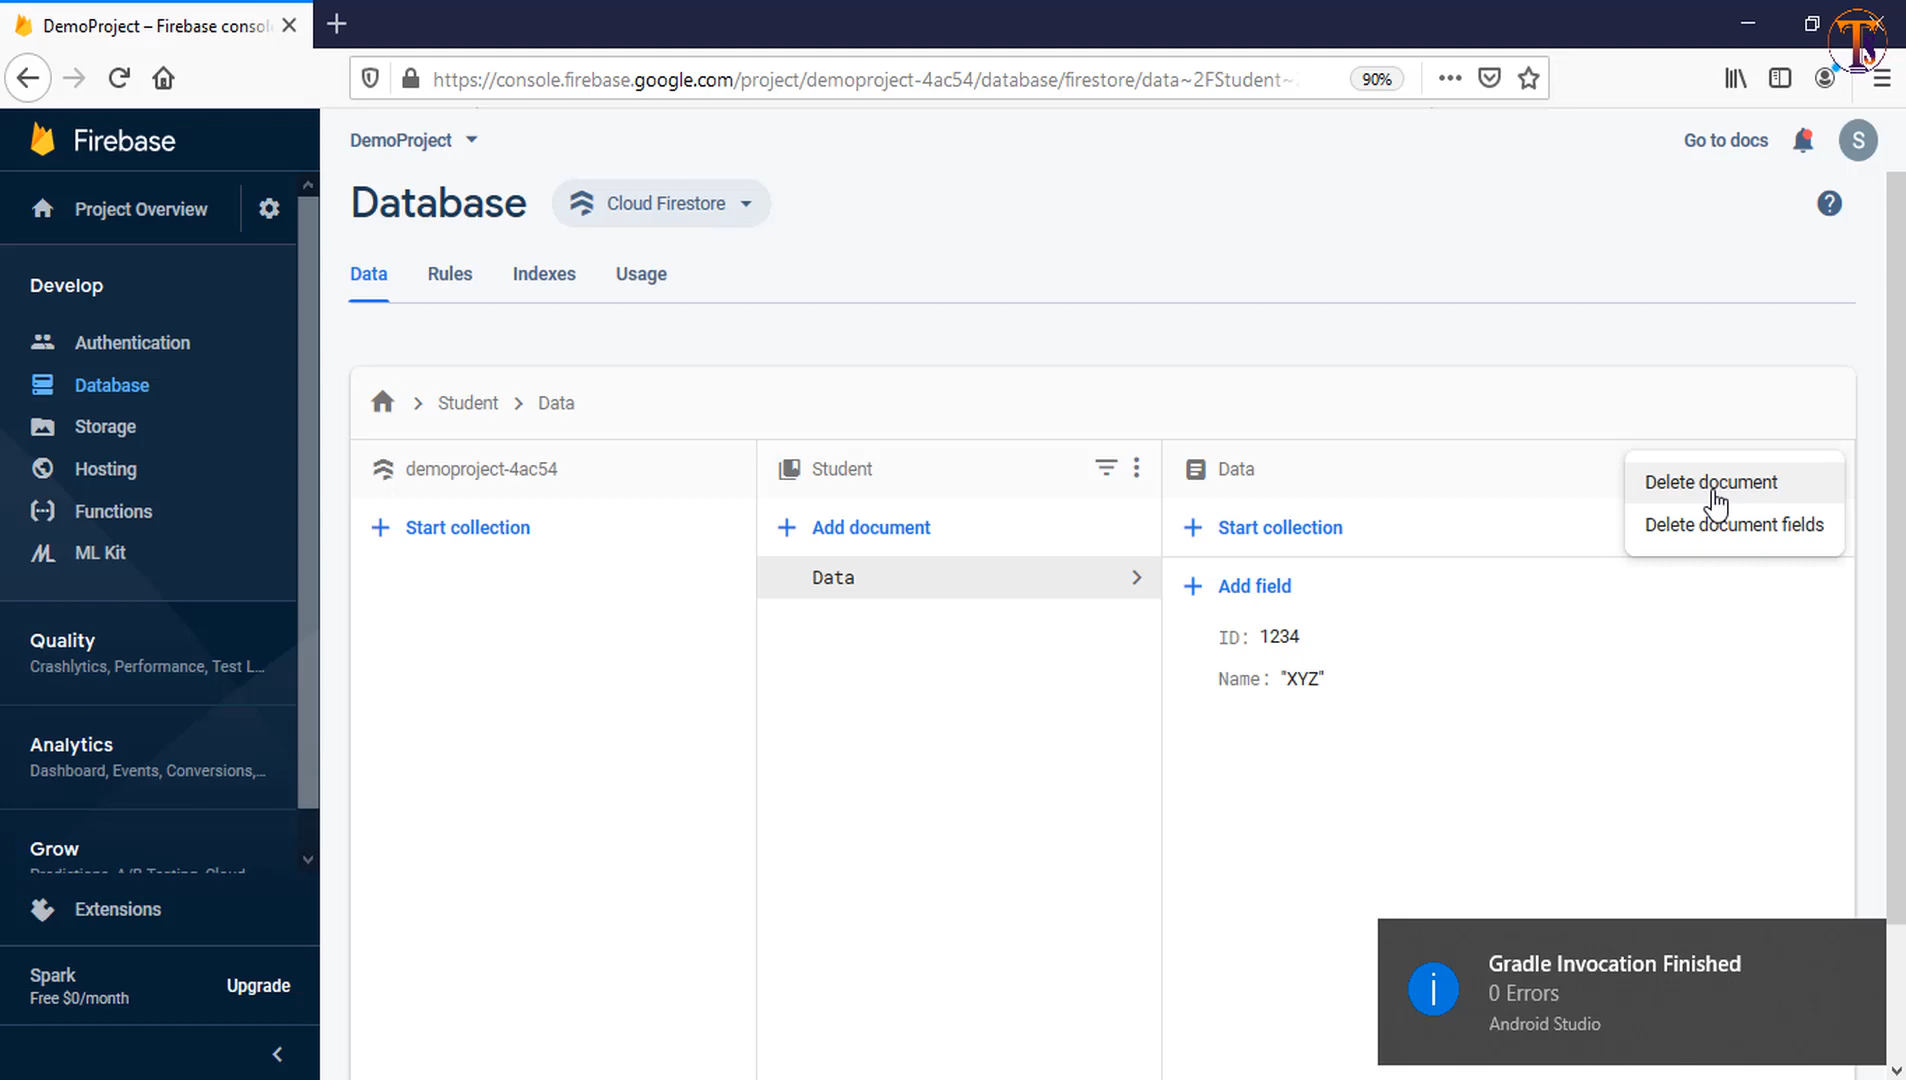 DemoProject – Firebase consol
https://console.firebase.google.com/project/demoproject-4ac54/database/firestore/data~2FStudent~
90%
TS
Firebase
DemoProject
Go to docs
S
Project Overview
Database
Cloud Firestore
?
Data Rules Indexes Usage
Develop
Authentication
Database
Storage
Hosting
Functions
ML Kit
Student Data
demoproject-4ac54
Student
Data
Delete document
Delete document fields
Start collection
Add document
Start collection
Data
Add field
ID: 1234
Name: "XYZ"
Quality
Crashlytics, Performance, Test L...
Analytics
Dashboard, Events, Conversions,...
Grow
Predictions, A/B Testing, Cloud
Extensions
Spark
Free $0/month
Upgrade
Gradle Invocation Finished
0 Errors
Android Studio